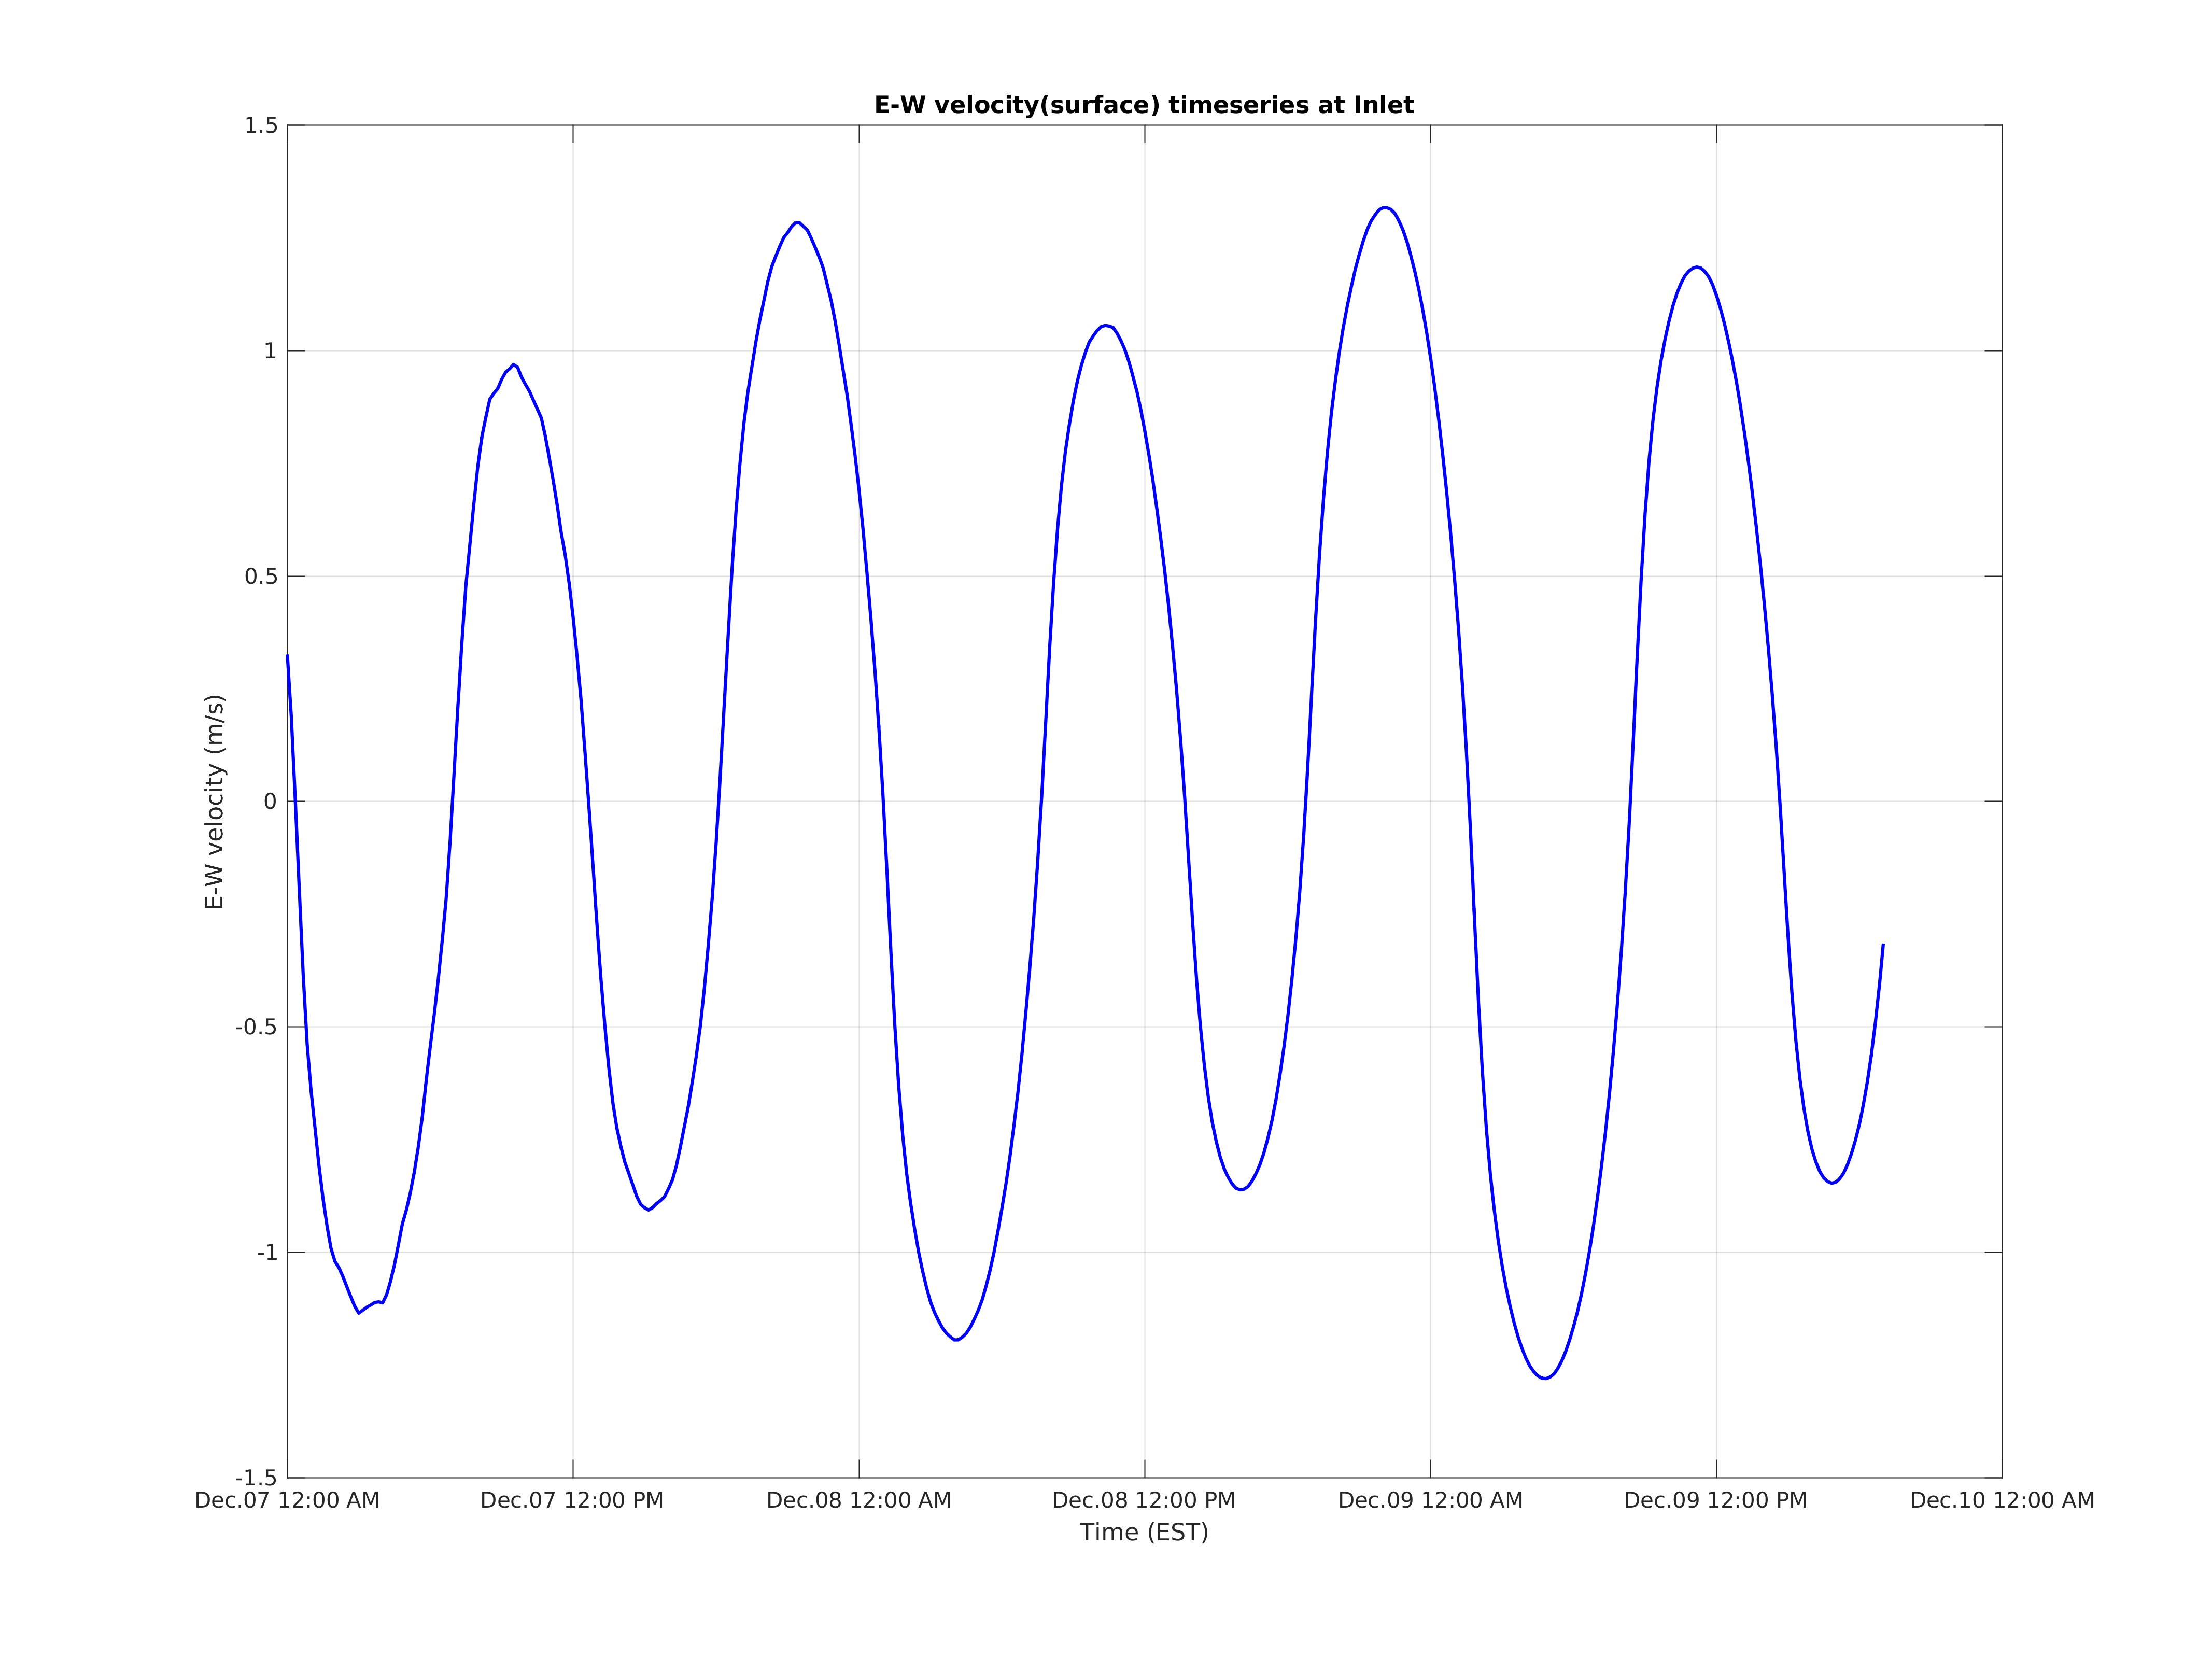 E-W velocity(surface) timeseries at Inlet
E-W velocity (m/s)
1.5
1
0.5
0
-0.5
-1
-1.5
Dec.07 12:00 AM
Dec.07 12:00 PM
Dec.08 12:00 AM
Dec.08 12:00 PM
Dec.09 12:00 AM
Dec.09 12:00 PM
Dec.10 12:00 AM
Time (EST)